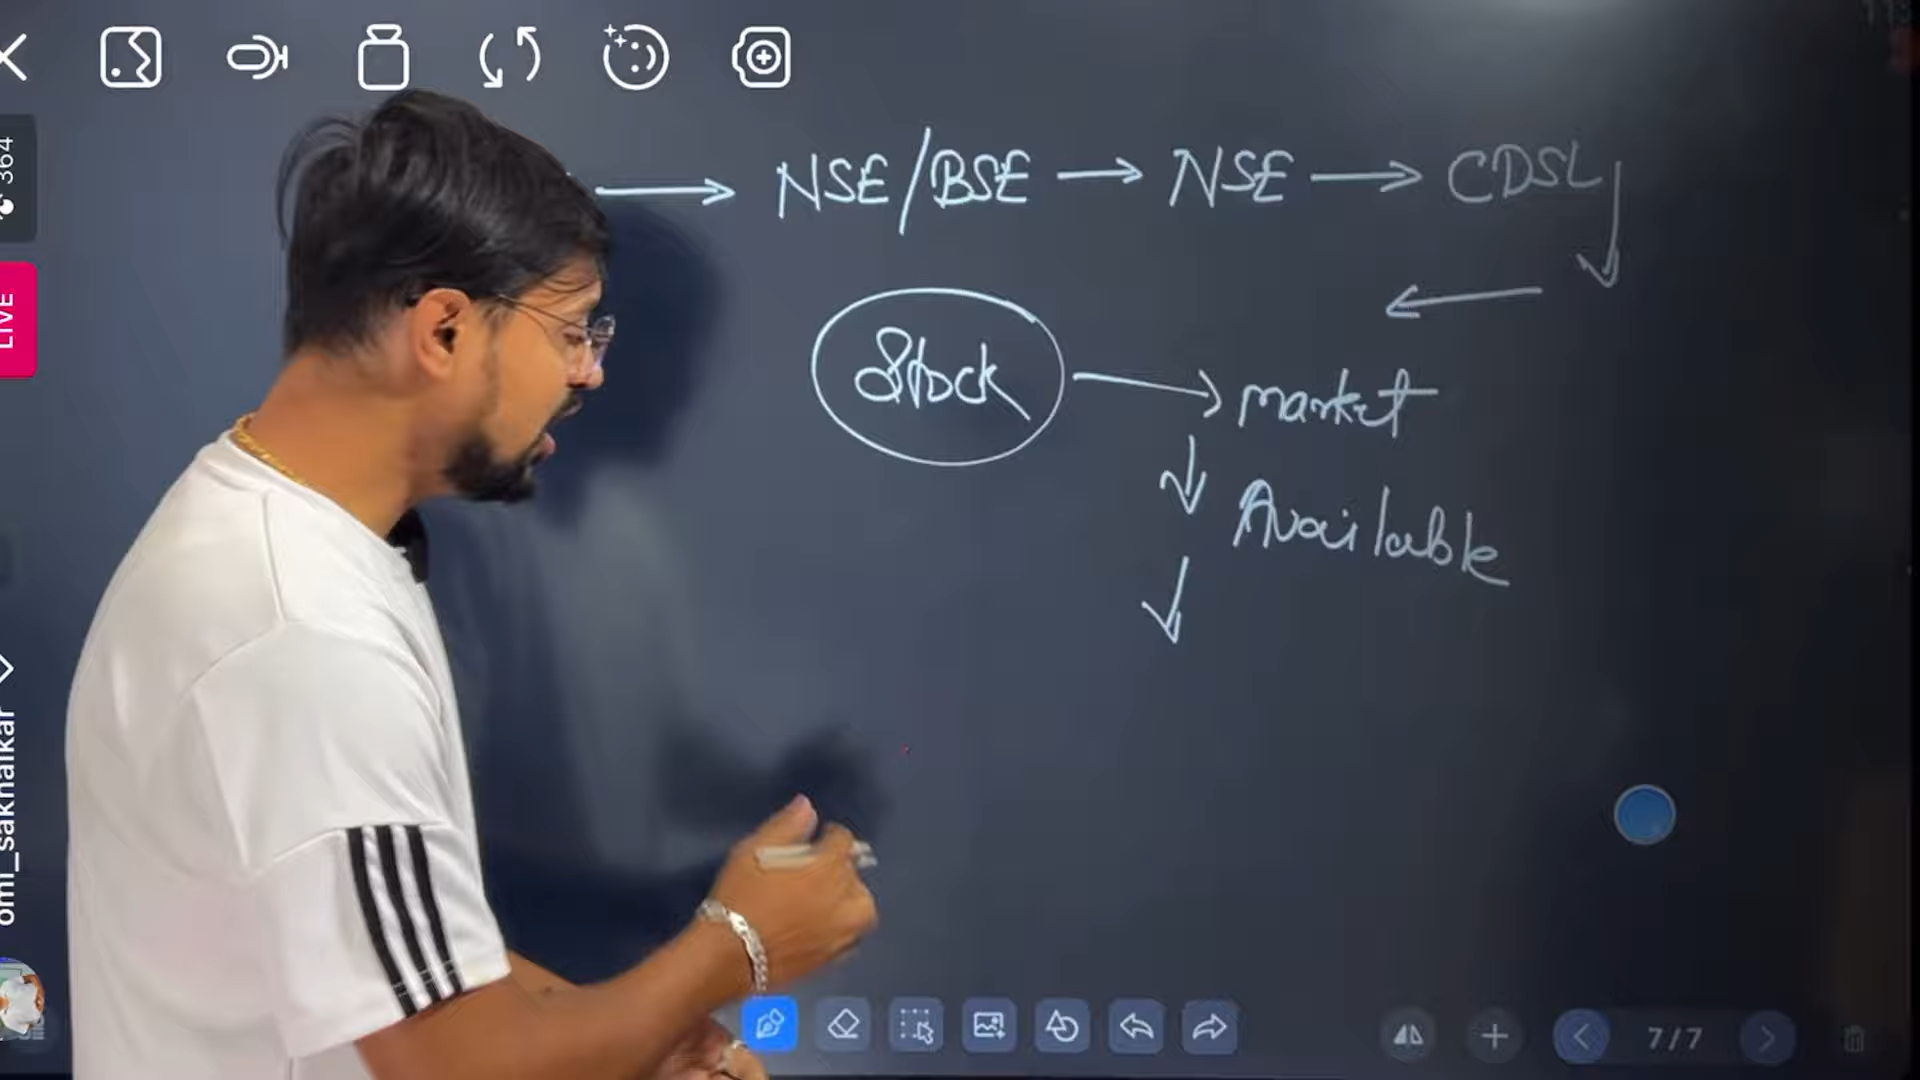 → NSE/BSE → NSE → CDSL
Stock → market
Available
364
LIVE
7/7